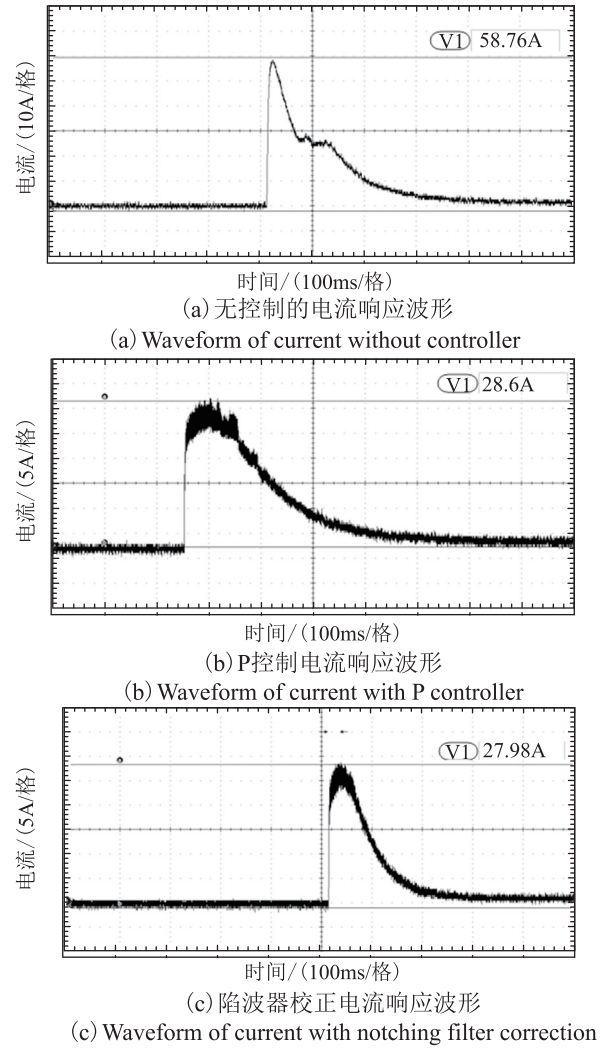 V1 58.76A
电流/(10A/格)
时间/(100ms/格)
(a)无控制的电流响应波形
(a) Waveform of current without controller
V1 28.6A
电流/(5A/格)
时间/(100ms/格)
(b)P控制电流响应波形
(b) Waveform of current with P controller
V1 27.98A
电流/(5A/格)
时间/(100ms/格)
(c)陷波器校正电流响应波形
(c) Waveform of current with notching filter correction